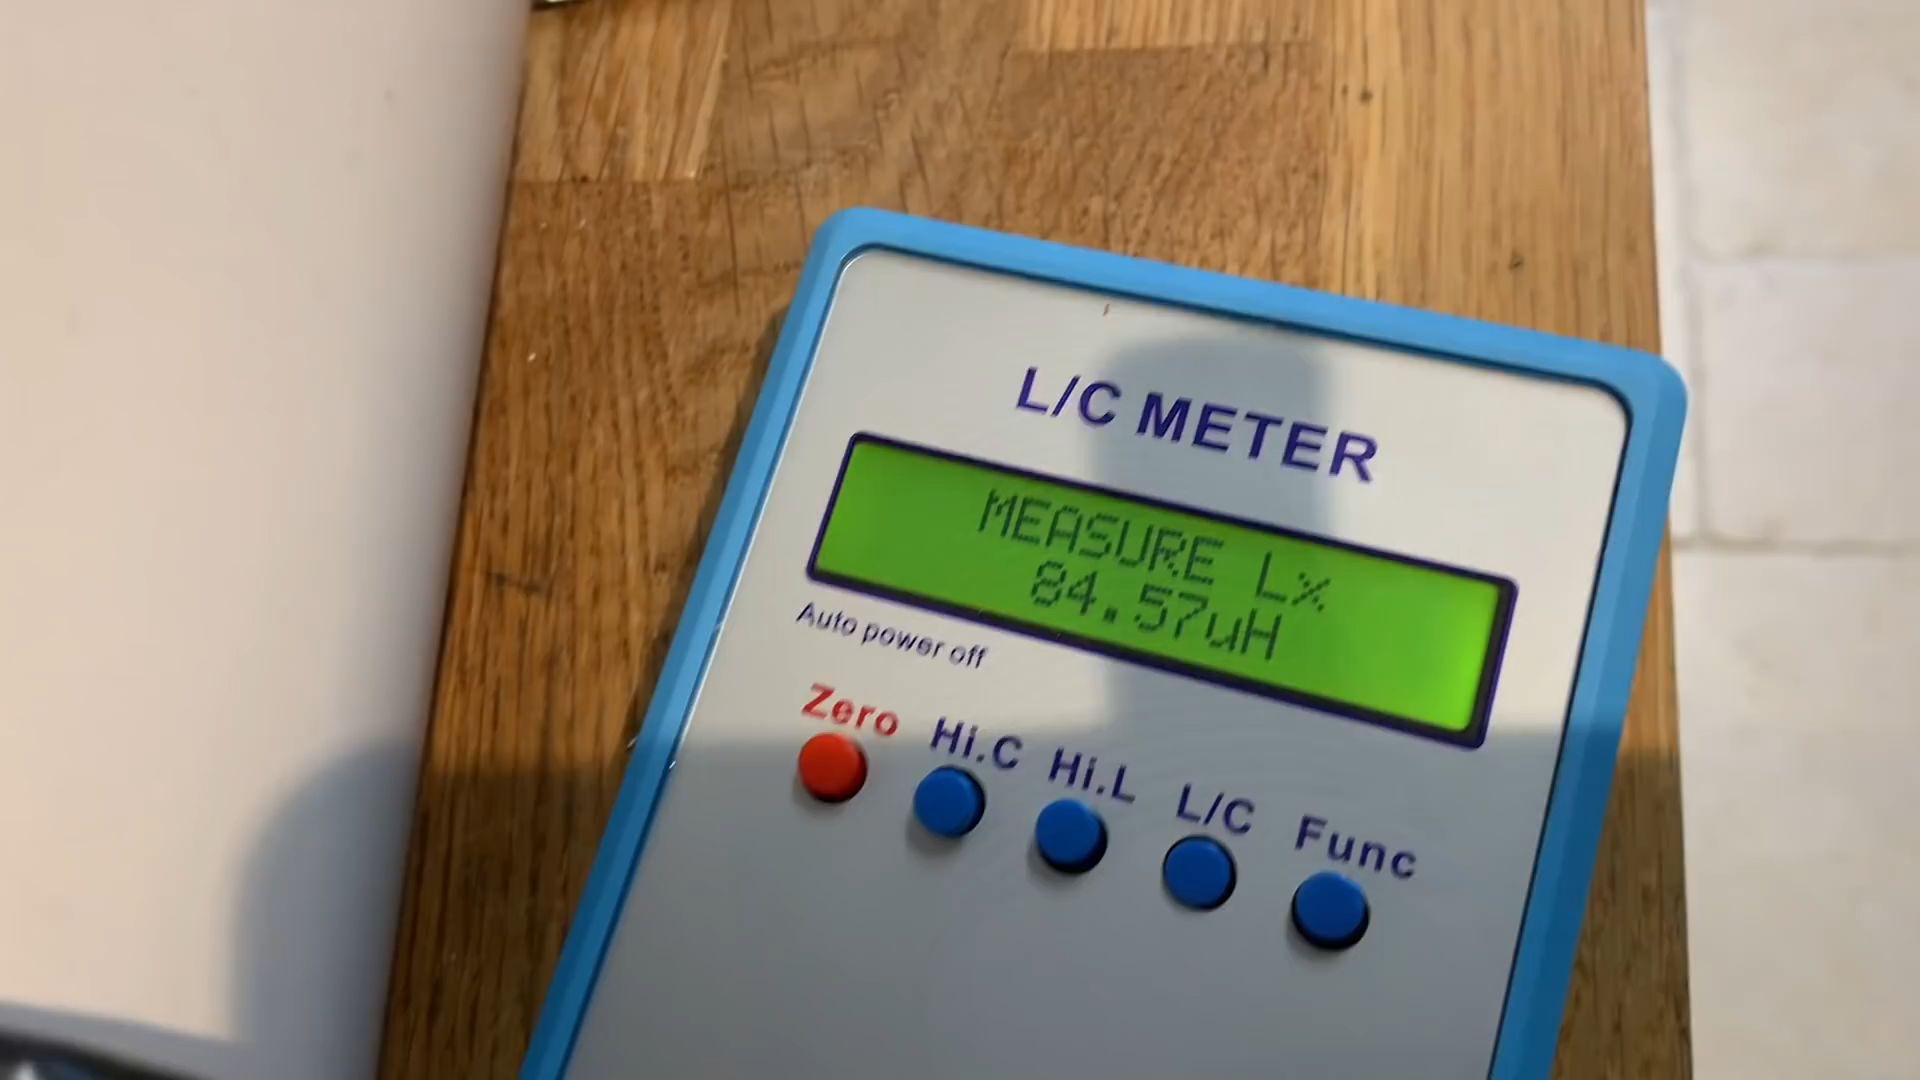 L/C METER
MEASURE Lx
84.57uH
Auto power off
Zero Hi.C Hi.L L/C Func